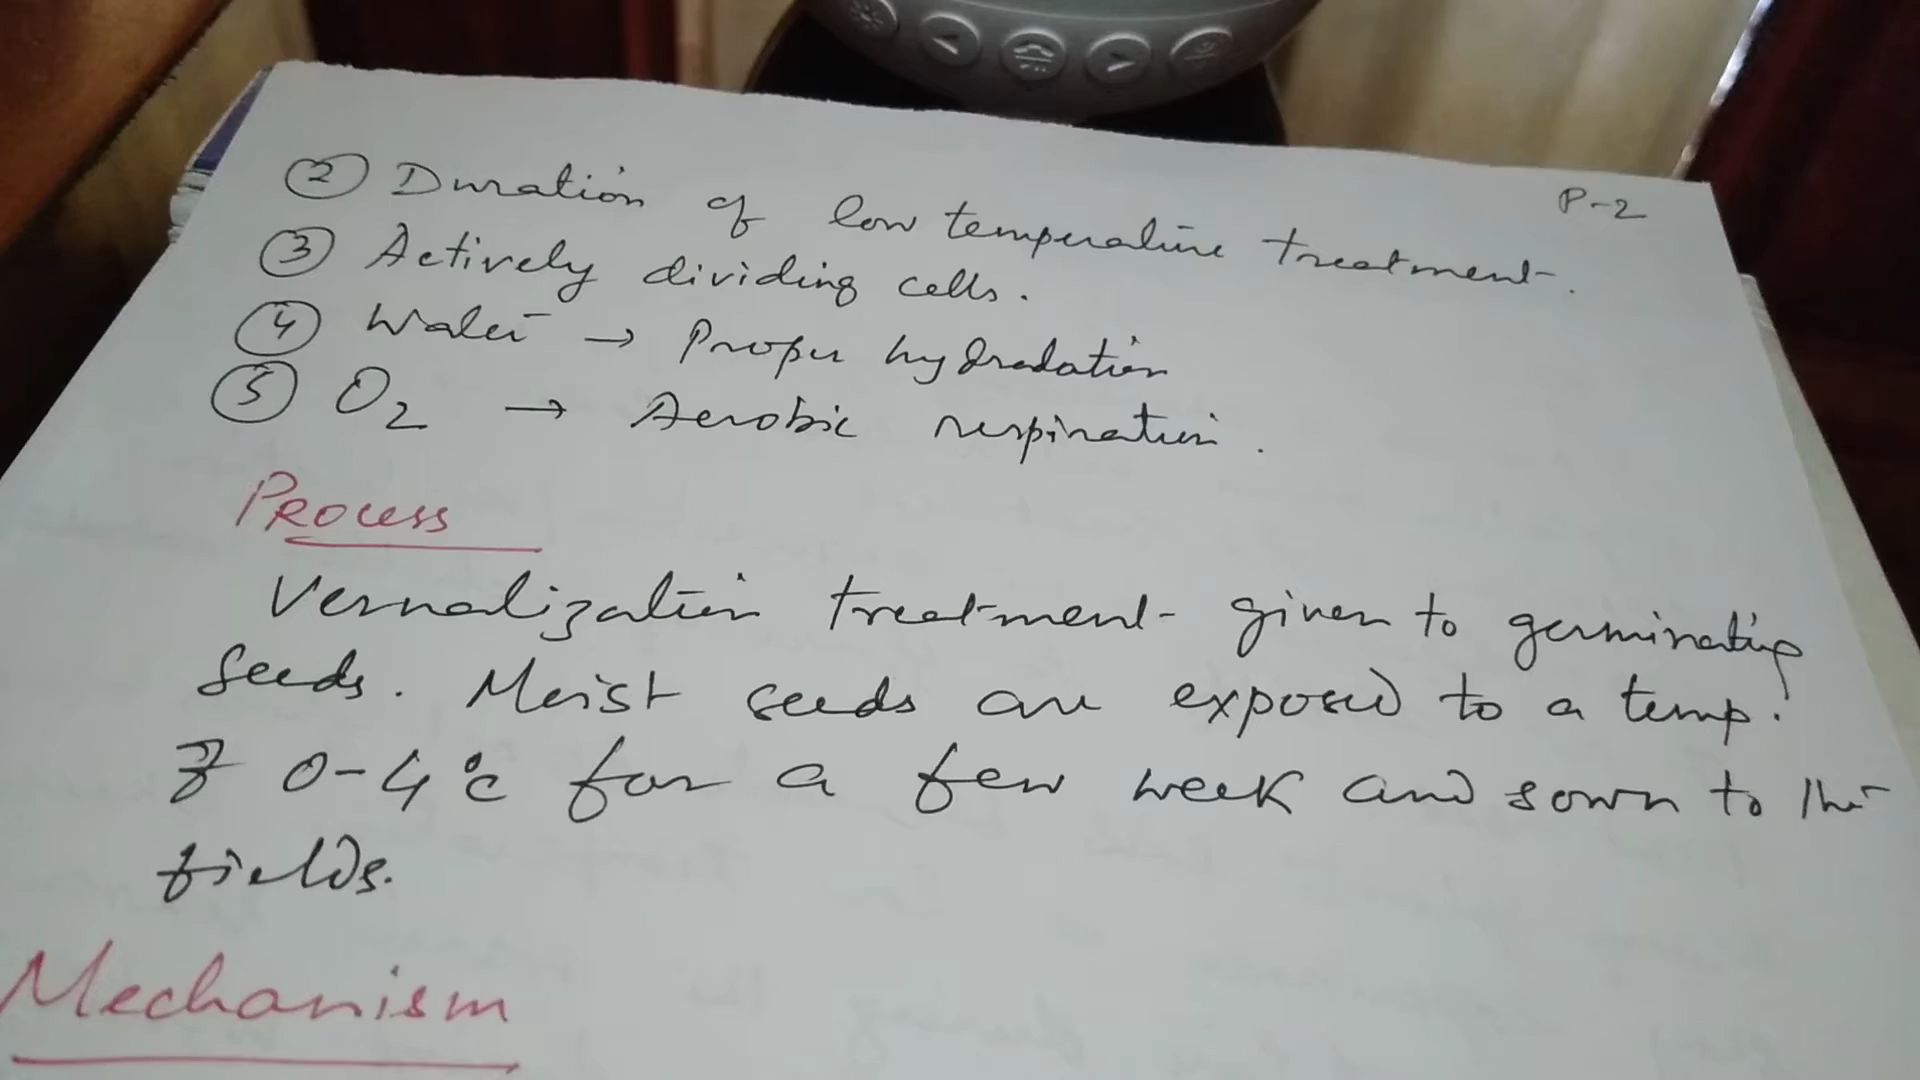 P-2
② Duration of low temperature treatment.
③ Actively dividing cells.
④ Water → Proper hydradation
⑤ O2 → Aerobic respiration.
Process
Vernalization treatment given to germinating
seeds. Moist seeds are exposed to a temp.
of 0-4°c for a few week and sown to the
fields.
Mechanism